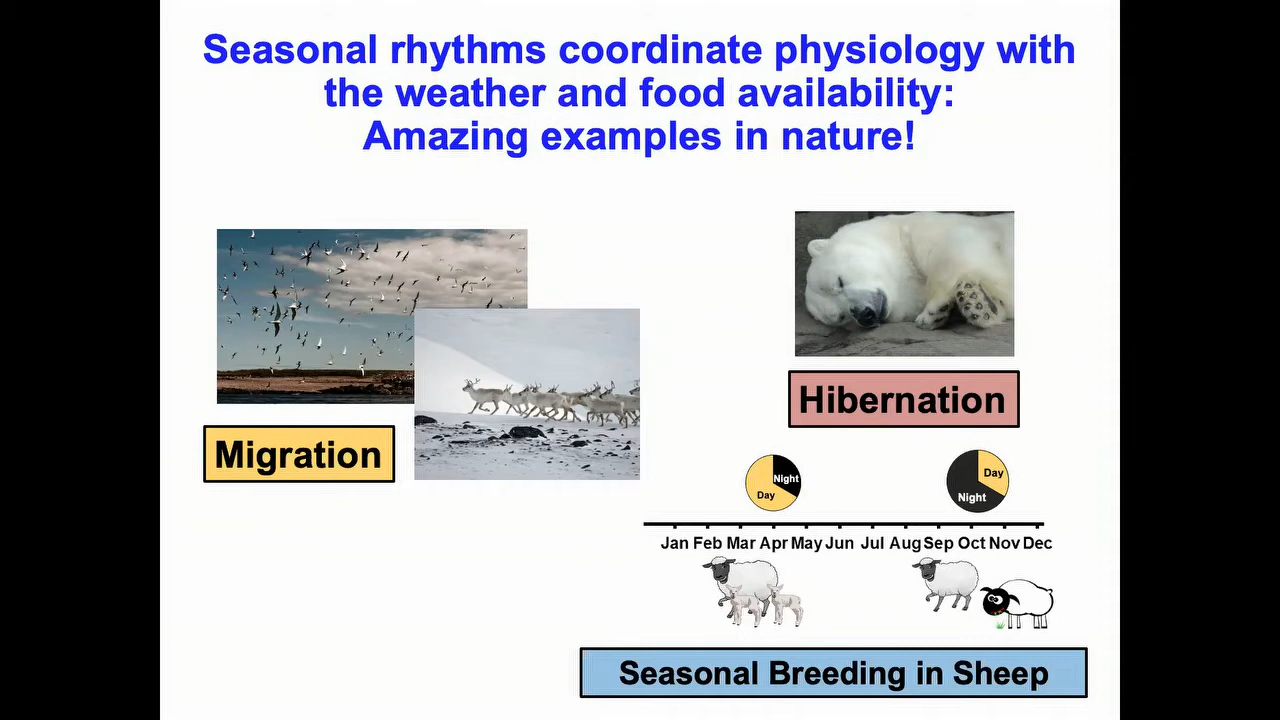 Seasonal rhythms coordinate physiology with
the weather and food availability:
Amazing examples in nature!
Migration
Hibernation
Night
Day
Day
Night
Jan Feb Mar Apr May Jun Jul Aug Sep Oct Nov Dec
Seasonal Breeding in Sheep